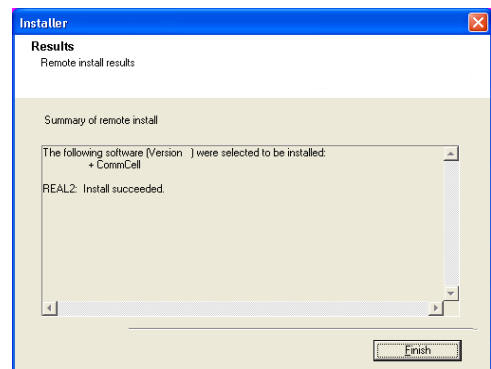 Installer
Results
Remote install results
Summary of remote install
The following software (Version   ) were selected to be installed:
+ CommCell
REAL2:  Install succeeded.
Finish